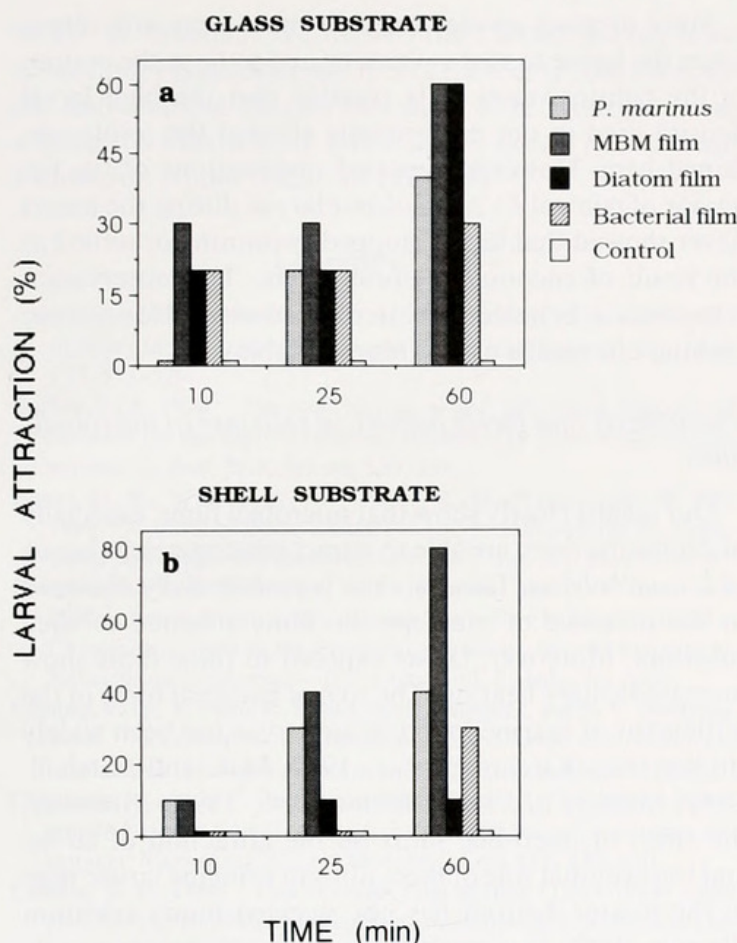 GLASS SUBSTRATE
a
60
45
30
15
0
10 25 60
P. marinus
MBM film
Diatom film
Bacterial film
Control
LARVAL ATTRACTION (%)
SHELL SUBSTRATE
b
80
60
40
20
0
10 25 60
TIME (min)